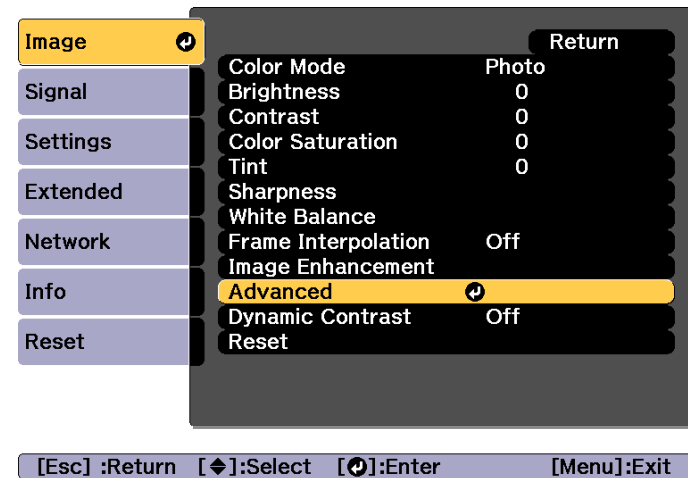 Image
Signal
Settings
Extended
Network
Info
Reset
Return
Color Mode Photo
Brightness 0
Contrast 0
Color Saturation 0
Tint 0
Sharpness
White Balance
Frame Interpolation Off
Image Enhancement
Advanced
Dynamic Contrast Off
Reset
[Esc] :Return [◆]:Select [↵]:Enter [Menu]:Exit